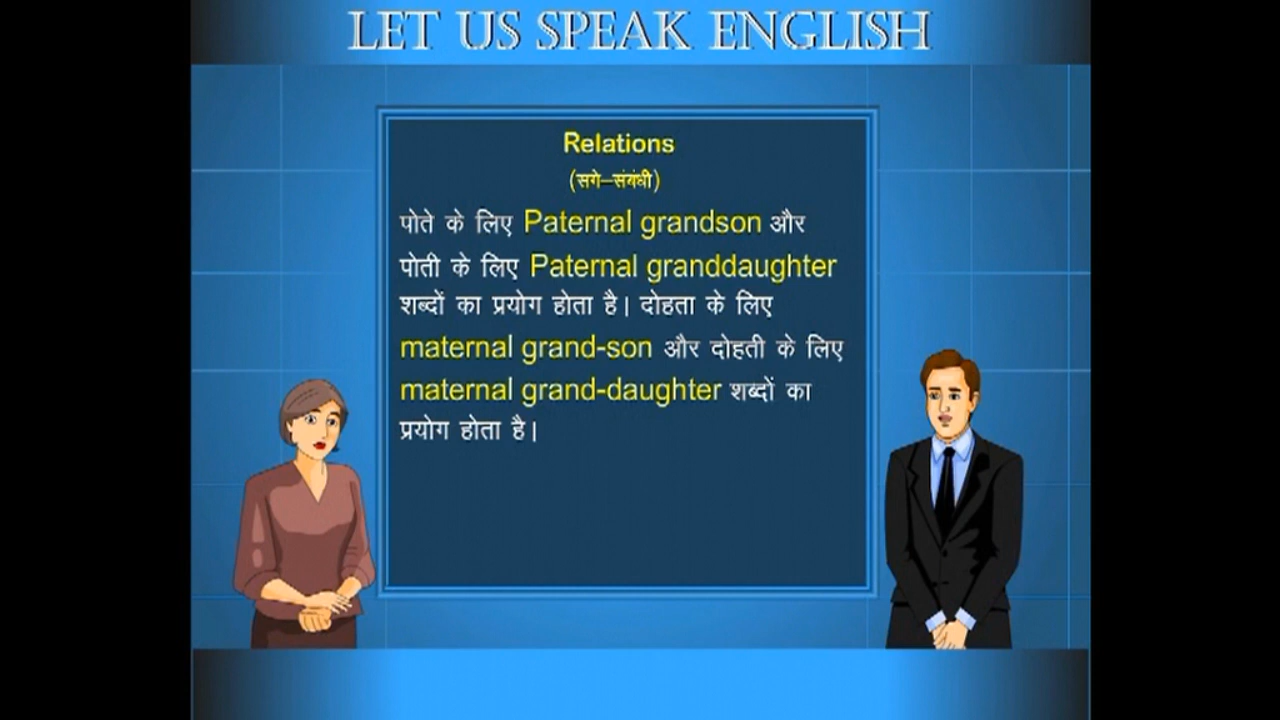 LET US SPEAK ENGLISH
Relations
(सगे–संबंधी)
पोते के लिए Paternal grandson और
पोती के लिए Paternal granddaughter
शब्दों का प्रयोग होता है। दोहता के लिए
maternal grand-son और दोहती के लिए
maternal grand-daughter शब्दों का
प्रयोग होता है।